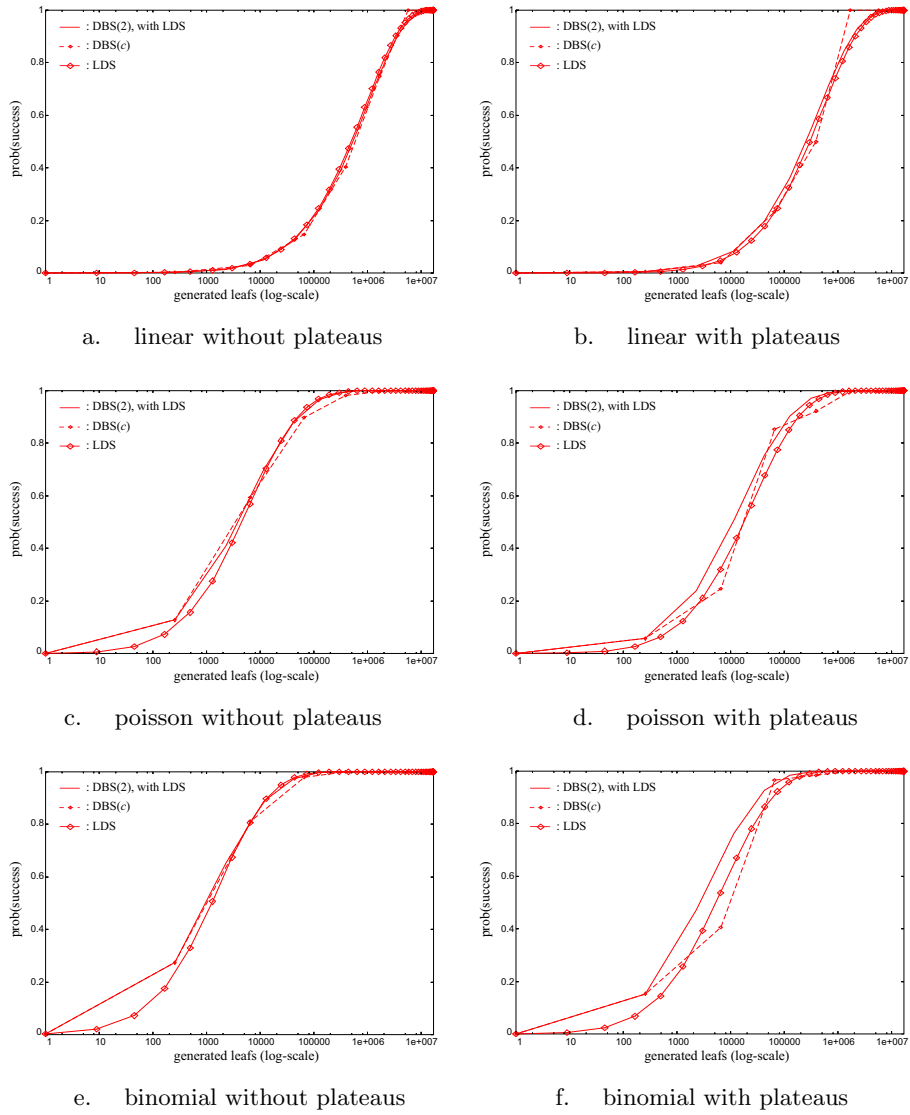 : DBS(2), with LDS
: DBS(c)
: LDS
prob(success)
1
0.8
0.6
0.4
0.2
0
1 10 100 1000 10000 100000 1e+006 1e+007
generated leafs (log-scale)
a. linear without plateaus
: DBS(2), with LDS
: DBS(c)
: LDS
prob(success)
1
0.8
0.6
0.4
0.2
0
1 10 100 1000 10000 100000 1e+006 1e+007
generated leafs (log-scale)
b. linear with plateaus
: DBS(2), with LDS
: DBS(c)
: LDS
prob(success)
1
0.8
0.6
0.4
0.2
0
1 10 100 1000 10000 100000 1e+006 1e+007
generated leafs (log-scale)
c. poisson without plateaus
: DBS(2), with LDS
: DBS(c)
: LDS
prob(success)
1
0.8
0.6
0.4
0.2
0
1 10 100 1000 10000 100000 1e+006 1e+007
generated leafs (log-scale)
d. poisson with plateaus
: DBS(2), with LDS
: DBS(c)
: LDS
prob(success)
1
0.8
0.6
0.4
0.2
0
1 10 100 1000 10000 100000 1e+006 1e+007
generated leafs (log-scale)
e. binomial without plateaus
: DBS(2), with LDS
: DBS(c)
: LDS
prob(success)
1
0.8
0.6
0.4
0.2
0
1 10 100 1000 10000 100000 1e+006 1e+007
generated leafs (log-scale)
f. binomial with plateaus